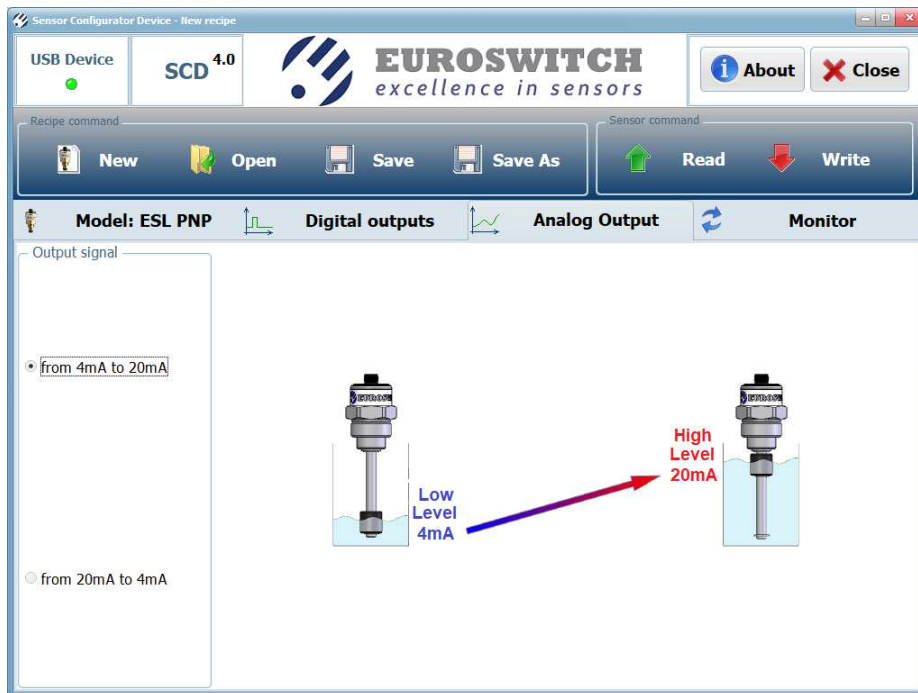 Sensor Configurator Device - New recipe
USB Device
SCD 4.0
EUROSWITCH
excellence in sensors
About
Close
Recipe command
Sensor command
New
Open
Save
Save As
Read
Write
Model: ESL PNP
Digital outputs
Analog Output
Monitor
Output signal
from 4mA to 20mA
High
Level
20mA
Low
Level
4mA
from 20mA to 4mA